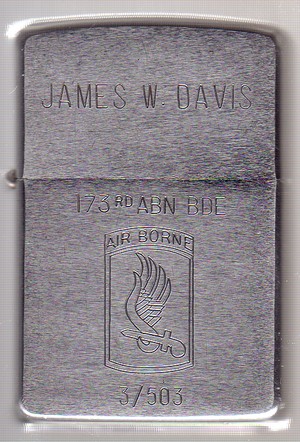 JAMES W. DAVIS
173RD ABN BDE
AIR BORNE
3/503